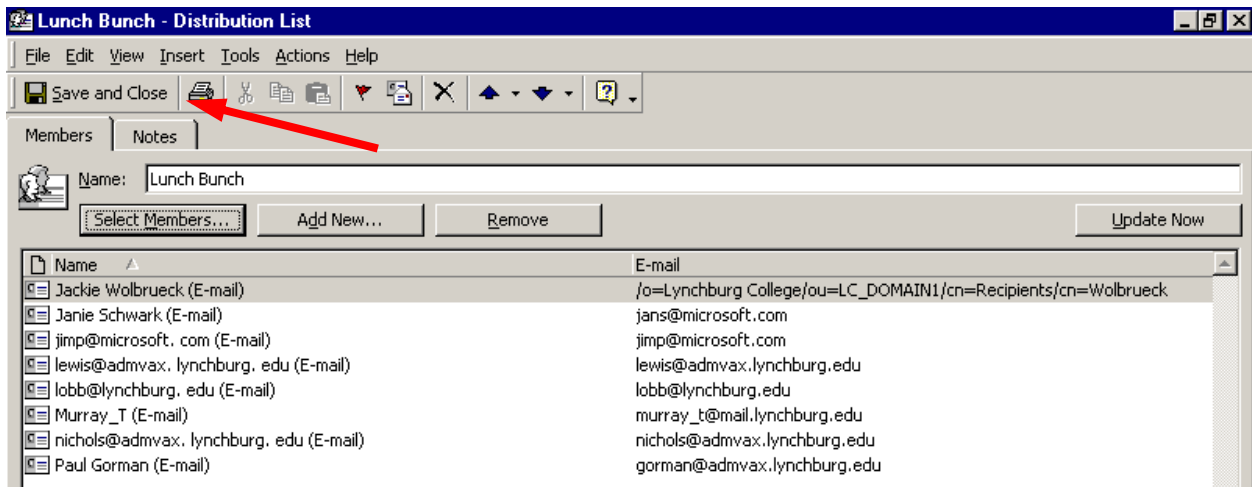 Lunch Bunch - Distribution List
File Edit View Insert Tools Actions Help
Save and Close
Members Notes
Name: Lunch Bunch
Select Members... Add New... Remove Update Now
Name E-mail
Jackie Wolbrueck (E-mail) /o=Lynchburg College/ou=LC_DOMAIN1/cn=Recipients/cn=Wolbrueck
Janie Schwark (E-mail) jans@microsoft.com
jimp@microsoft. com (E-mail) jimp@microsoft.com
lewis@admvax. lynchburg. edu (E-mail) lewis@admvax.lynchburg.edu
lobb@lynchburg. edu (E-mail) lobb@lynchburg.edu
Murray_T (E-mail) murray_t@mail.lynchburg.edu
nichols@admvax. lynchburg. edu (E-mail) nichols@admvax.lynchburg.edu
Paul Gorman (E-mail) gorman@admvax.lynchburg.edu